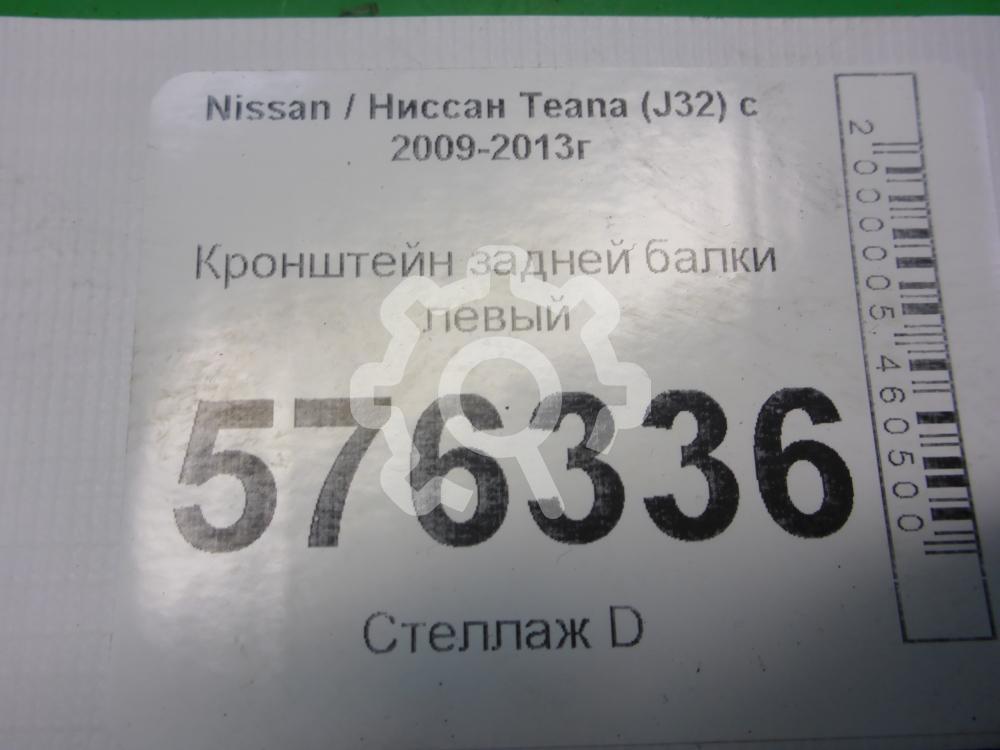 Nissan / Ниссан Teana (J32) с
2009-2013г
Кронштейн задней балки
левый
576336
Стеллаж D
2000005460500